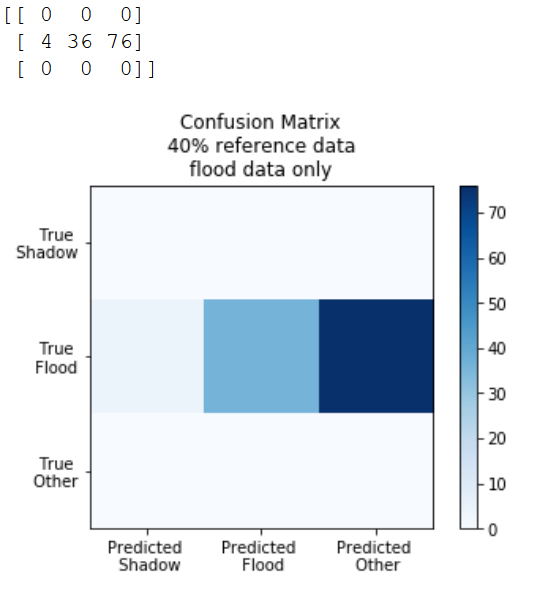 [[ 0 0 0]
[ 4 36 76]
[ 0 0 0]]
Confusion Matrix
40% reference data
flood data only
True
Shadow
True
Flood
True
Other
70
60
50
40
30
20
10
0
Predicted
Shadow
Predicted
Flood
Predicted
Other